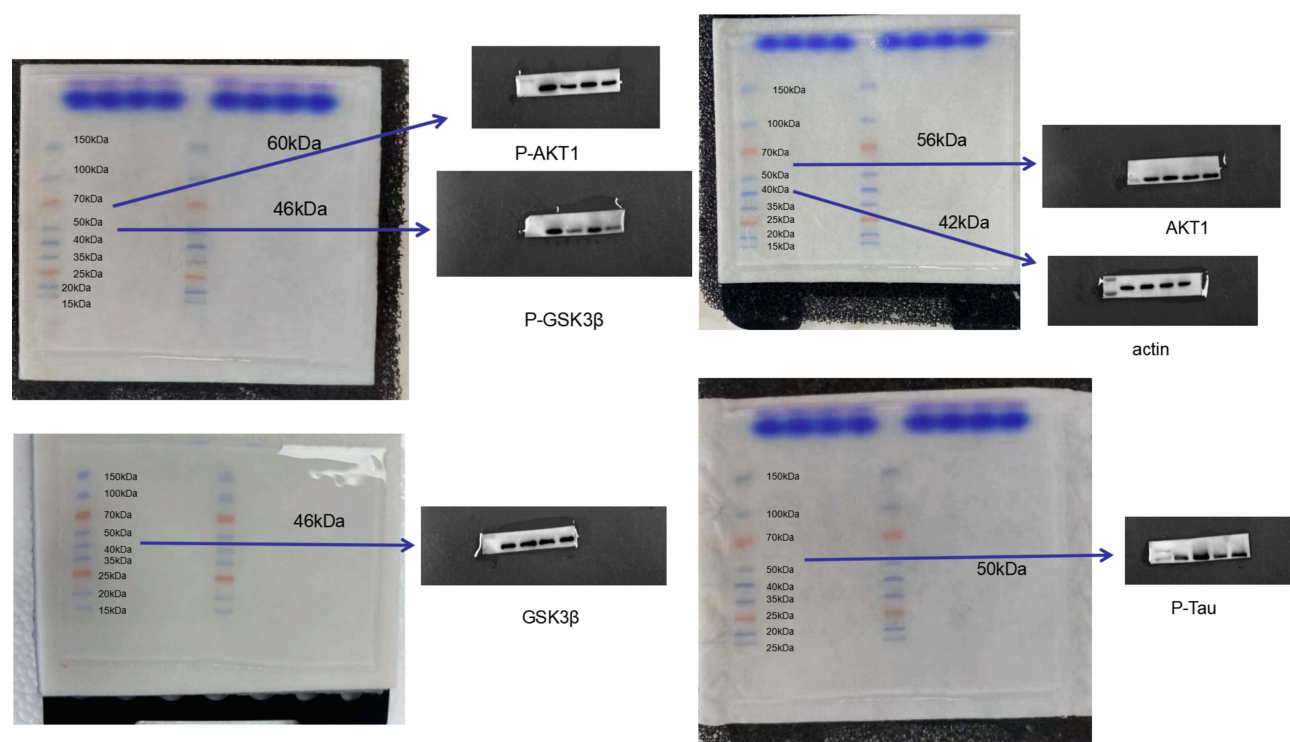 150kDa
100kDa
70kDa
50kDa
40kDa
35kDa
25kDa
20kDa
15kDa
60kDa
46kDa
P-AKT1
P-GSK3β
150kDa
100kDa
70kDa
50kDa
40kDa
35kDa
25kDa
20kDa
15kDa
56kDa
42kDa
AKT1
actin
150kDa
100kDa
70kDa
50kDa
40kDa
35kDa
25kDa
20kDa
15kDa
46kDa
GSK3β
150kDa
100kDa
70kDa
50kDa
40kDa
35kDa
25kDa
20kDa
25kDa
50kDa
P-Tau